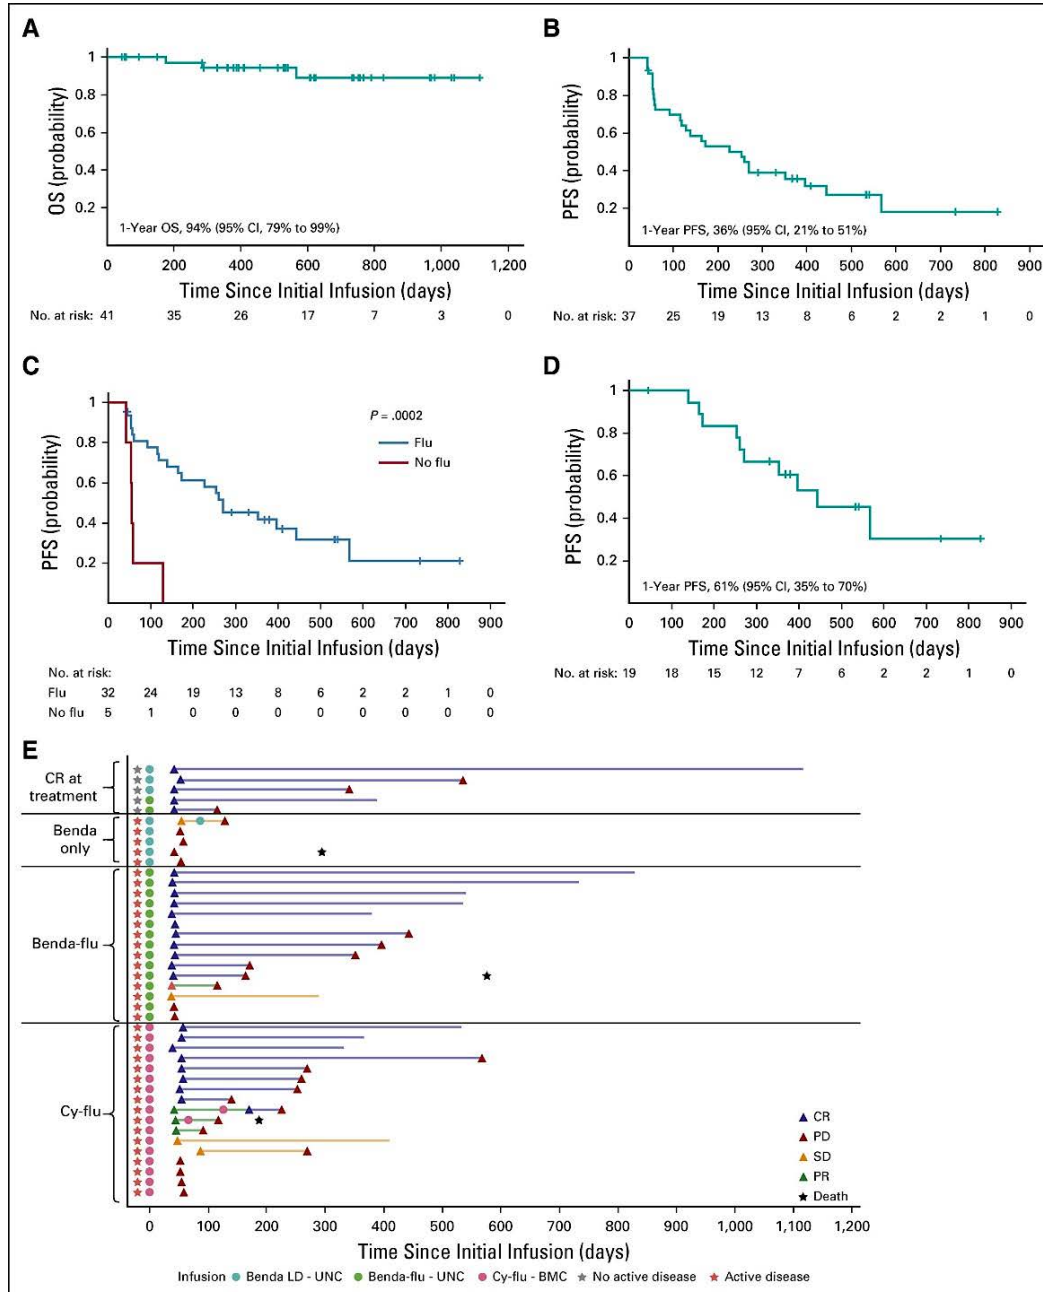 A
1
0.8
0.6
0.4
0.2
OS (probability)
1-Year OS, 94% (95% CI, 79% to 99%)
0 200 400 600 800 1,000 1,200
Time Since Initial Infusion (days)
No. at risk: 41 35 26 17 7 3 0
B
1
0.8
0.6
0.4
0.2
PFS (probability)
1-Year PFS, 36% (95% CI, 21% to 51%)
0 100 200 300 400 500 600 700 800 900
Time Since Initial Infusion (days)
No. at risk: 37 25 19 13 8 6 2 2 1 0
C
1
0.8
0.6
0.4
0.2
PFS (probability)
P = .0002
Flu
No flu
0 100 200 300 400 500 600 700 800 900
Time Since Initial Infusion (days)
No. at risk:
Flu 32 24 19 13 8 6 2 2 1 0
No flu 5 1 0 0 0 0 0 0 0 0
D
1
0.8
0.6
0.4
0.2
PFS (probability)
1-Year PFS, 61% (95% CI, 35% to 70%)
0 100 200 300 400 500 600 700 800 900
Time Since Initial Infusion (days)
No. at risk: 19 18 15 12 7 6 2 2 1 0
E
CR at
treatment
Benda
only
Benda-flu
Cy-flu
CR
PD
SD
PR
Death
0 100 200 300 400 500 600 700 800 900 1,000 1,100 1,200
Time Since Initial Infusion (days)
Infusion Benda LD - UNC Benda-flu - UNC Cy-flu - BMC No active disease Active disease